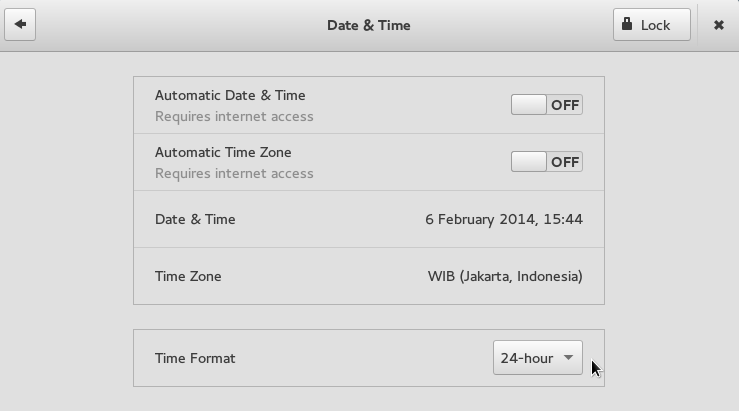 Date & Time
Lock
Automatic Date & Time
OFF
Requires internet access
Automatic Time Zone
OFF
Requires internet access
Date & Time 6 February 2014, 15:44
Time Zone WIB (Jakarta, Indonesia)
Time Format 24-hour